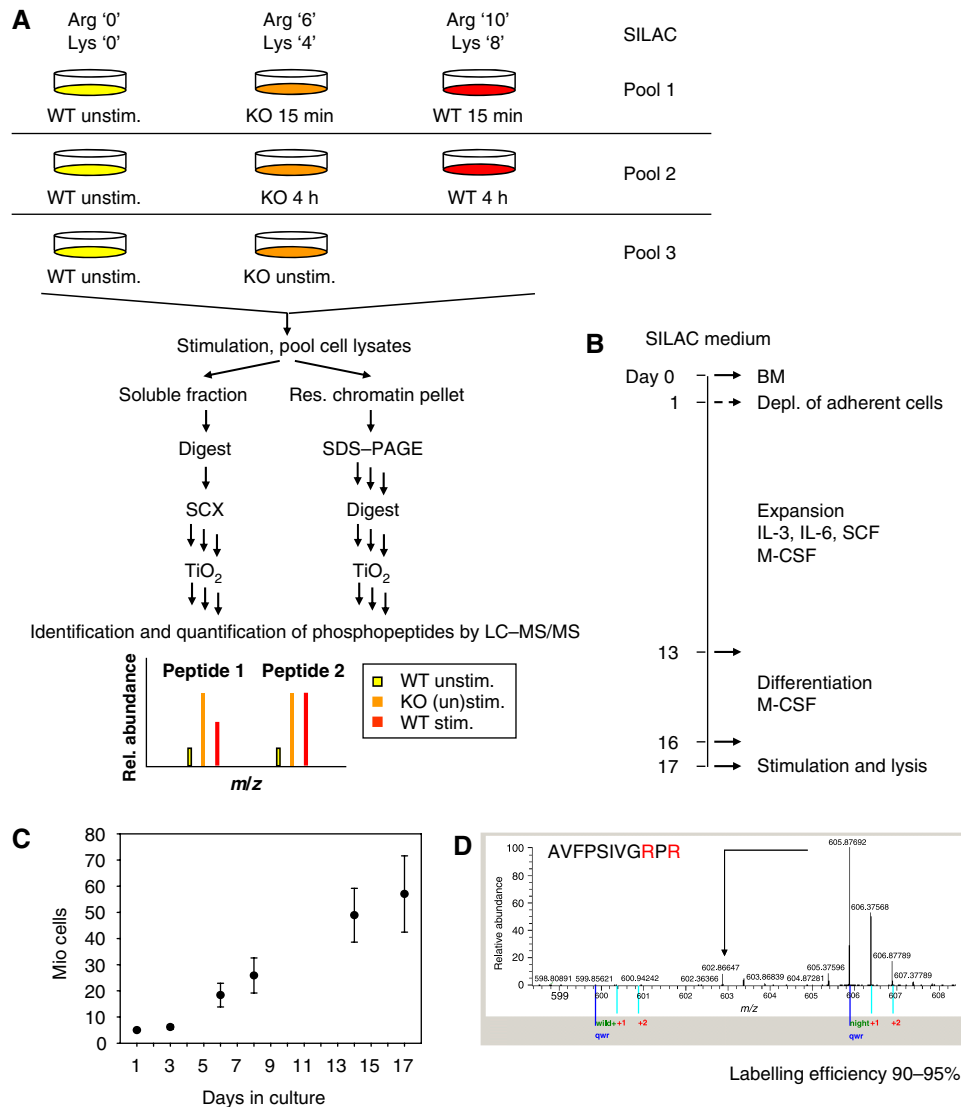 A
Arg ‘0’ Arg ‘6’ Arg ‘10’
Lys ‘0’ Lys ‘4’ Lys ‘8’
SILAC
Pool 1
WT unstim. KO 15 min WT 15 min
Pool 2
WT unstim. KO 4 h WT 4 h
Pool 3
WT unstim. KO unstim.
Stimulation, pool cell lysates
Soluble fraction Res. chromatin pellet
Digest SDS–PAGE
SCX Digest
TiO2 TiO2
Identification and quantification of phosphopeptides by LC–MS/MS
Rel. abundance
Peptide 1 Peptide 2
m/z
WT unstim.
KO (un)stim.
WT stim.
B
SILAC medium
Day 0 BM
1 Depl. of adherent cells
Expansion
IL-3, IL-6, SCF
M-CSF
13
Differentiation
M-CSF
16
17 Stimulation and lysis
C
Mio cells
80
70
60
50
40
30
20
10
0
1 3 5 7 9 11 13 15 17
Days in culture
D
AVFPSIVGRPR
Relative abundance
100
80
60
40
20
0
605.87692
606.37568
606.87789
607.37789
605.37596
604.87281
603.86839
602.86647
602.36366
600.94242
599.85621
598.80891
599 600 601 602 603 604 605 606 607 608
m/z
wild+ +1 +2
qwr
night +1 +2
qwr
Labelling efficiency 90–95%